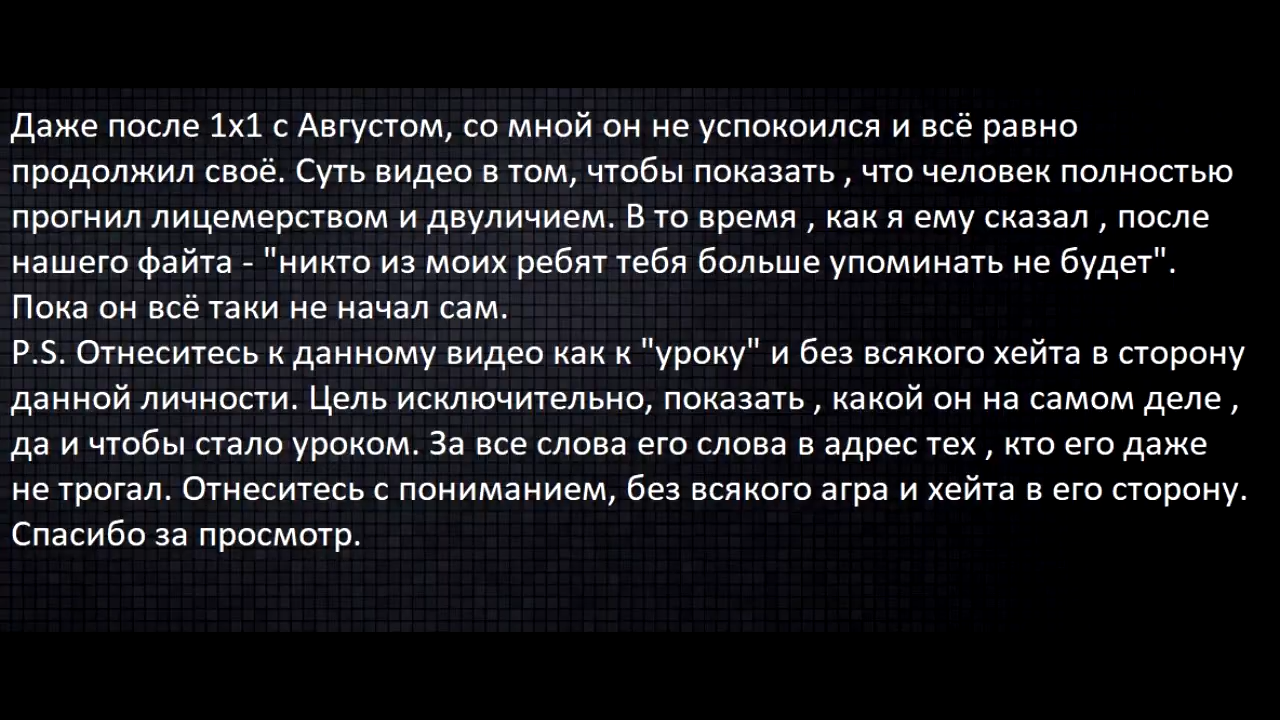 Даже после 1х1 с Августом, со мной он не успокоился и всё равно
продолжил своё. Суть видео в том, чтобы показать , что человек полностью
прогнил лицемерством и двуличием. В то время , как я ему сказал , после
нашего файта - "никто из моих ребят тебя больше упоминать не будет".
Пока он всё таки не начал сам.
P.S. Отнеситесь к данному видео как к "уроку" и без всякого хейта в сторону
данной личности. Цель исключительно, показать , какой он на самом деле ,
да и чтобы стало уроком. За все слова его слова в адрес тех , кто его даже
не трогал. Отнеситесь с пониманием, без всякого агра и хейта в его сторону.
Спасибо за просмотр.